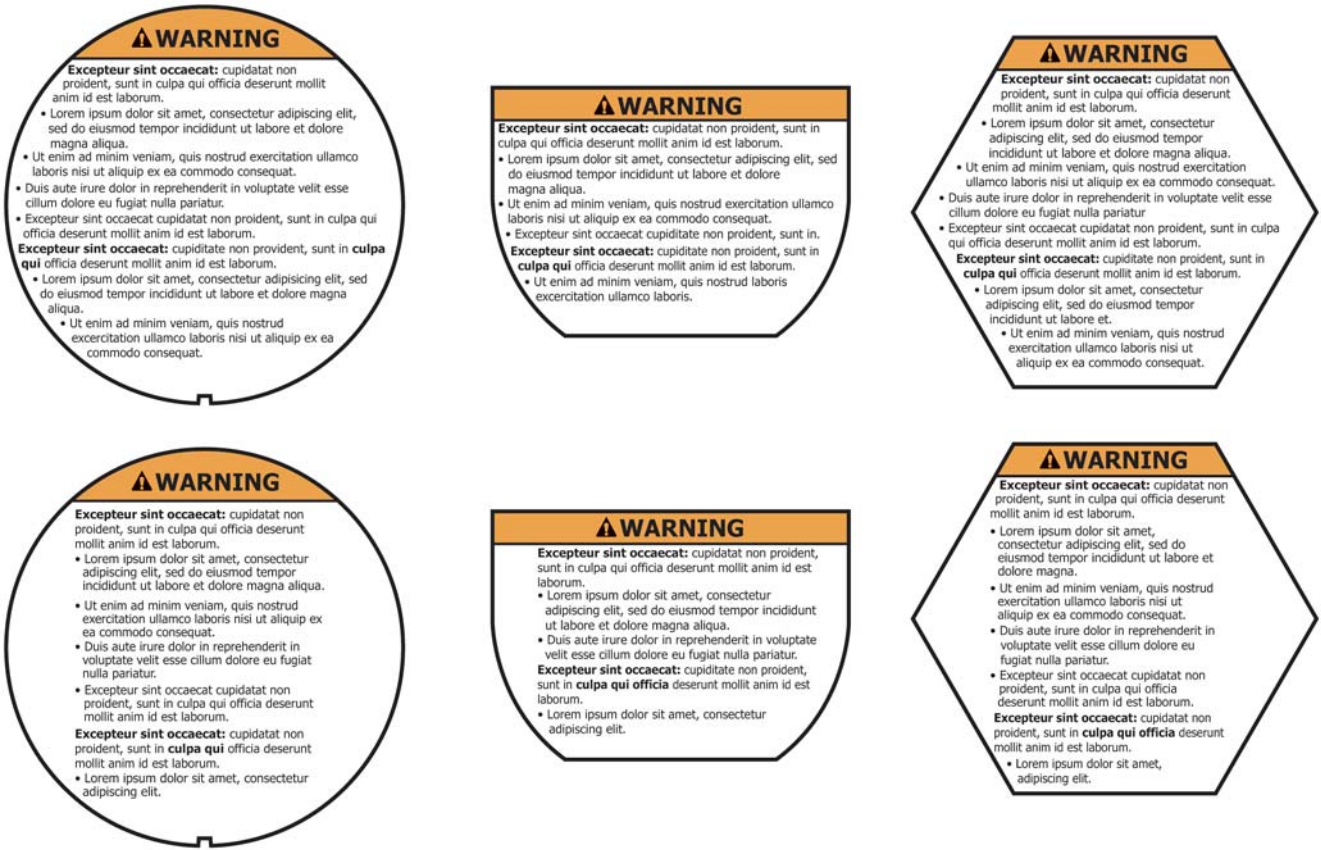 WARNING
Excepteur sint occaecat: cupidatat non
proident, sunt in culpa qui officia deserunt mollit
anim id est laborum.
• Lorem ipsum dolor sit amet, consectetur adipiscing elit,
sed do eiusmod tempor incididunt ut labore et dolore
magna aliqua.
• Ut enim ad minim veniam, quis nostrud exercitation ullamco
laboris nisi ut aliquip ex ea commodo consequat.
• Duis aute irure dolor in reprehenderit in voluptate velit esse
cillum dolore eu fugiat nulla pariatur.
• Excepteur sint occaecat cupidatat non proident, sunt in culpa qui
officia deserunt mollit anim id est laborum.
Excepteur sint occaecat: cupiditate non provident, sunt in culpa
qui officia deserunt mollit anim id est laborum.
• Lorem ipsum dolor sit amet, consectetur adipisicing elit, sed
do eiusmod tempor incididunt ut labore et dolore magna
aliqua.
• Ut enim ad minim veniam, quis nostrud
excercitation ullamco laboris nisi ut aliquip ex ea
commodo consequat.
WARNING
Excepteur sint occaecat: cupidatat non proident, sunt in
culpa qui officia deserunt mollit anim id est laborum.
• Lorem ipsum dolor sit amet, consectetur adipiscing elit, sed
do eiusmod tempor incididunt ut labore et dolore
magna aliqua.
• Ut enim ad minim veniam, quis nostrud exercitation ullamco
laboris nisi ut aliquip ex ea commodo consequat.
• Excepteur sint occaecat cupiditate non proident, sunt in.
Excepteur sint occaecat: cupiditate non proident, sunt in
culpa qui officia deserunt mollit anim id est laborum.
• Ut enim ad minim veniam, quis nostrud laboris
excercitation ullamco laboris.
WARNING
Excepteur sint occaecat: cupidatat non
proident, sunt in culpa qui officia deserunt
mollit anim id est laborum.
• Lorem ipsum dolor sit amet, consectetur
adipiscing elit, sed do eiusmod tempor
incididunt ut labore et dolore magna aliqua.
• Ut enim ad minim veniam, quis nostrud exercitation
ullamco laboris nisi ut aliquip ex ea commodo consequat.
• Duis aute irure dolor in reprehenderit in voluptate velit esse
cillum dolore eu fugiat nulla pariatur
• Excepteur sint occaecat cupidatat non proident, sunt in culpa
qui officia deserunt mollit anim id est laborum.
Excepteur sint occaecat: cupiditate non proident, sunt in
culpa qui officia deserunt mollit anim id est laborum.
• Lorem ipsum dolor sit amet, consectetur
adipiscing elit, sed do eiusmod tempor
incididunt ut labore et.
• Ut enim ad minim veniam, quis nostrud
exercitation ullamco laboris nisi ut
aliquip ex ea commodo consequat.
WARNING
Excepteur sint occaecat: cupidatat non
proident, sunt in culpa qui officia deserunt
mollit anim id est laborum.
• Lorem ipsum dolor sit amet, consectetur
adipiscing elit, sed do eiusmod tempor
incididunt ut labore et dolore magna aliqua.
• Ut enim ad minim veniam, quis nostrud
exercitation ullamco laboris nisi ut aliquip ex
ea commodo consequat.
• Duis aute irure dolor in reprehenderit in
voluptate velit esse cillum dolore eu fugiat
nulla pariatur.
• Excepteur sint occaecat cupidatat non
proident, sunt in culpa qui officia deserunt
mollit anim id est laborum.
Excepteur sint occaecat: cupidatat non
proident, sunt in culpa qui officia deserunt
mollit anim id est laborum.
• Lorem ipsum dolor sit amet, consectetur
adipiscing elit.
WARNING
Excepteur sint occaecat: cupidatat non proident,
sunt in culpa qui officia deserunt mollit anim id est
laborum.
• Lorem ipsum dolor sit amet, consectetur
adipiscing elit, sed do eiusmod tempor incididunt
ut labore et dolore magna aliqua.
• Duis aute irure dolor in reprehenderit in voluptate
velit esse cillum dolore eu fugiat nulla pariatur.
Excepteur sint occaecat: cupiditate non proident,
sunt in culpa qui officia deserunt mollit anim id est
laborum.
• Lorem ipsum dolor sit amet, consectetur
adipiscing elit.
WARNING
Excepteur sint occaecat: cupidatat non
proident, sunt in culpa qui officia deserunt
mollit anim id est laborum.
• Lorem ipsum dolor sit amet,
consectetur adipiscing elit, sed do
eiusmod tempor incididunt ut labore et
dolore magna.
• Ut enim ad minim veniam, quis nostrud
exercitation ullamco laboris nisi ut
aliquip ex ea commodo consequat.
• Duis aute irure dolor in reprehenderit in
voluptate velit esse cillum dolore eu
fugiat nulla pariatur.
• Excepteur sint occaecat cupidatat non
proident, sunt in culpa qui officia
deserunt mollit anim id est laborum.
Excepteur sint occaecat: cupidatat non
proident, sunt in culpa qui officia deserunt
mollit anim id est laborum.
• Lorem ipsum dolor sit amet,
adipiscing elit.